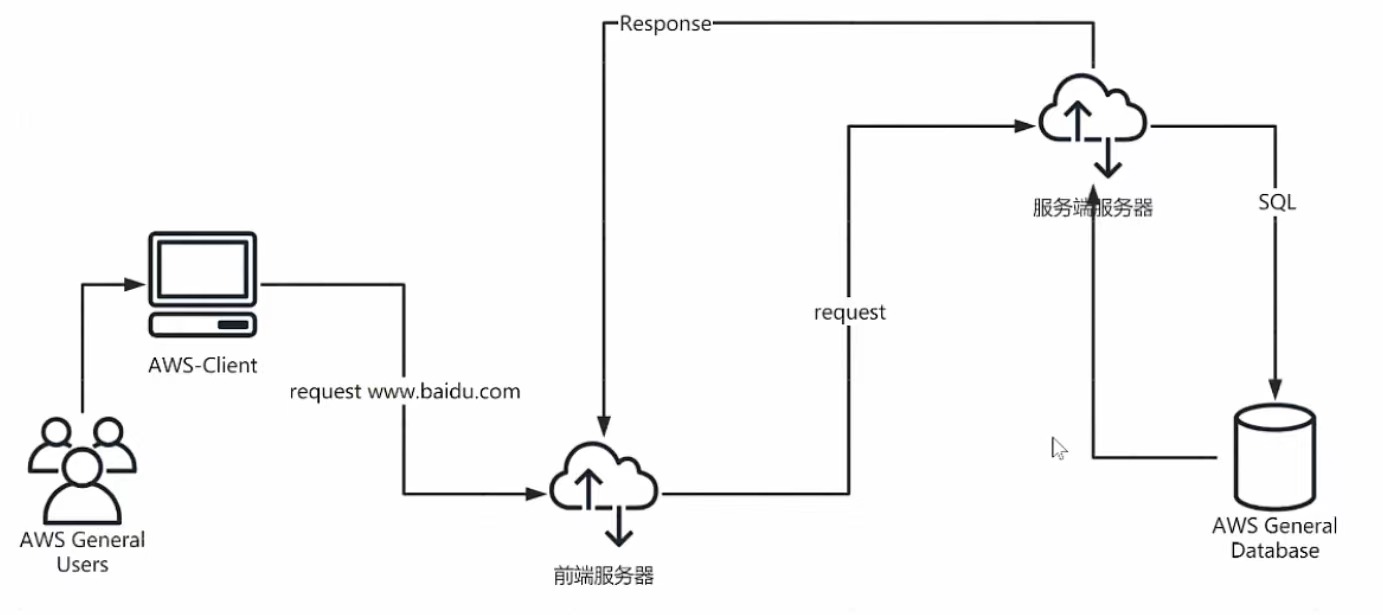 Response
服务端服务器
SQL
request
AWS-Client
request www.baidu.com
AWS General
Users
前端服务器
AWS General
Database